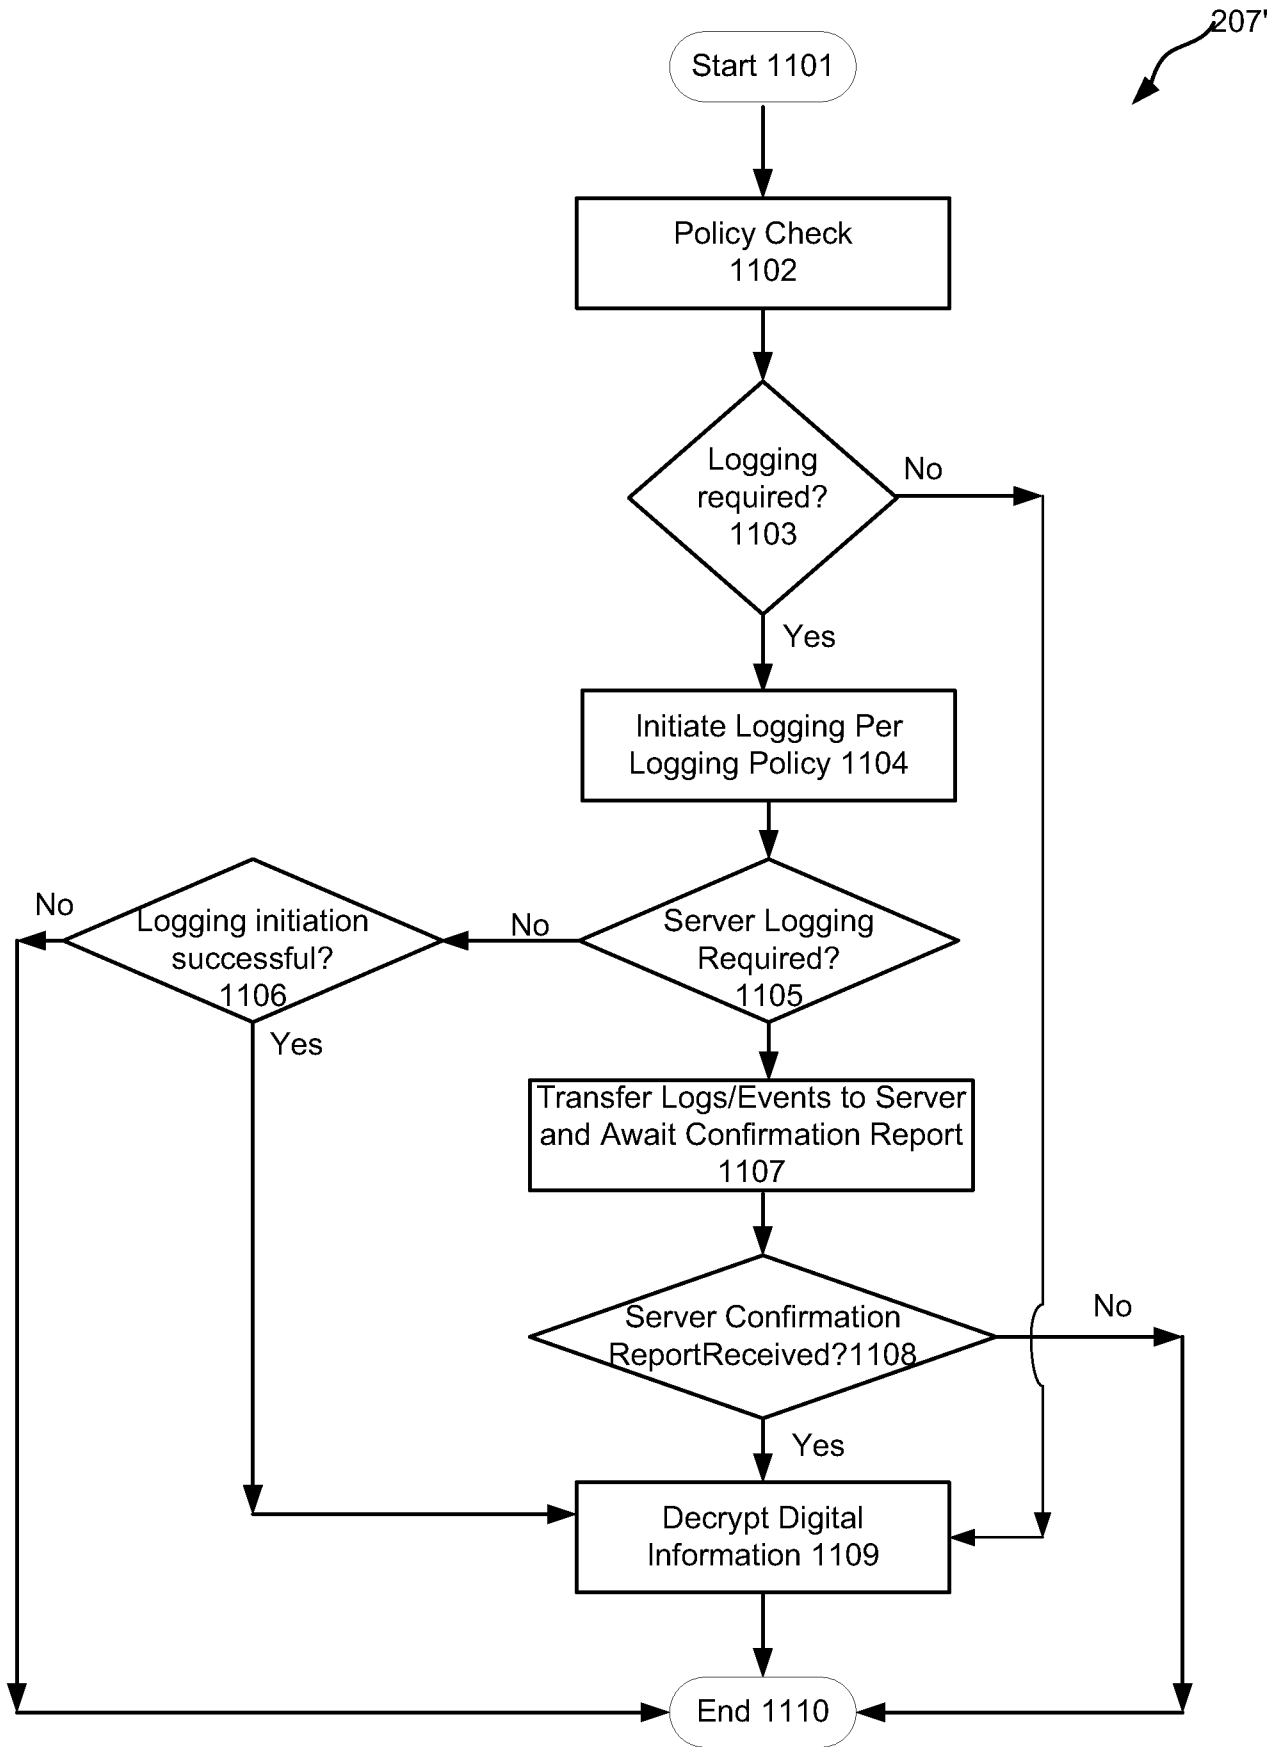 207'
Start 1101
Policy Check
1102
Logging
required?
1103
No
Yes
Initiate Logging Per
Logging Policy 1104
No
Logging initiation
successful?
1106
No
Server Logging
Required?
1105
Yes
Transfer Logs/Events to Server
and Await Confirmation Report
1107
Server Confirmation
ReportReceived?1108
No
Yes
Decrypt Digital
Information 1109
End 1110